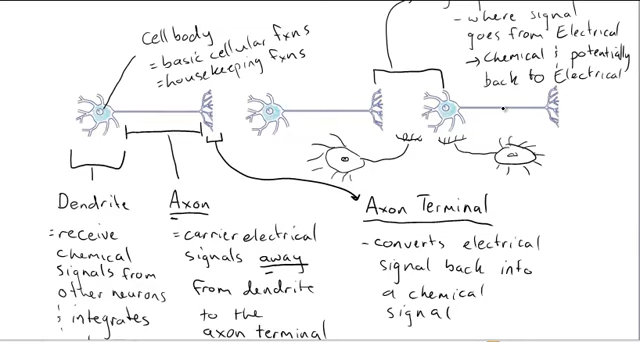 cell body
= basic cellular fxns
= housekeeping fxns
- where signal
goes from Electrical
→ Chemical & potentially
back to Electrical
Dendrite
= receive
chemical
signals from
other neurons
& integrates
Axon
= carrier electrical
signals away
from dendrite
to the
axon terminal
Axon Terminal
- converts electrical
signal back into
a chemical
signal